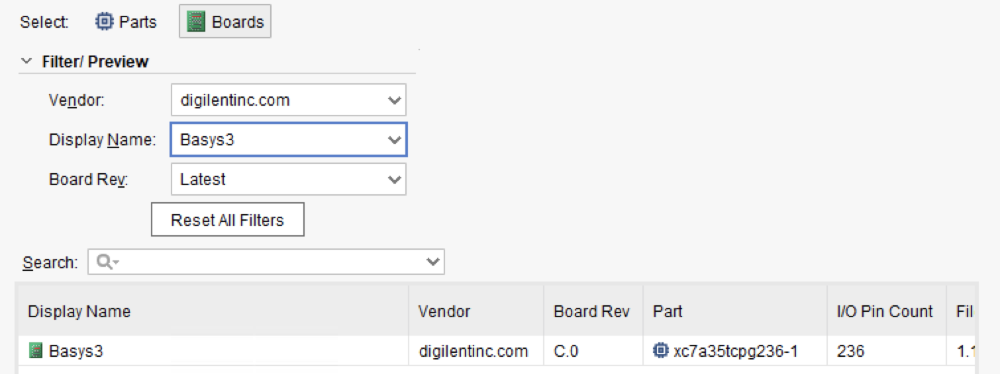 Select: Parts Boards
Filter/ Preview
Vendor: digilentinc.com
Display Name: Basys3
Board Rev: Latest
Reset All Filters
Search:
Display Name Vendor Board Rev Part I/O Pin Count Fil
Basys3 digilentinc.com C.0 xc7a35tcpg236-1 236 1.1